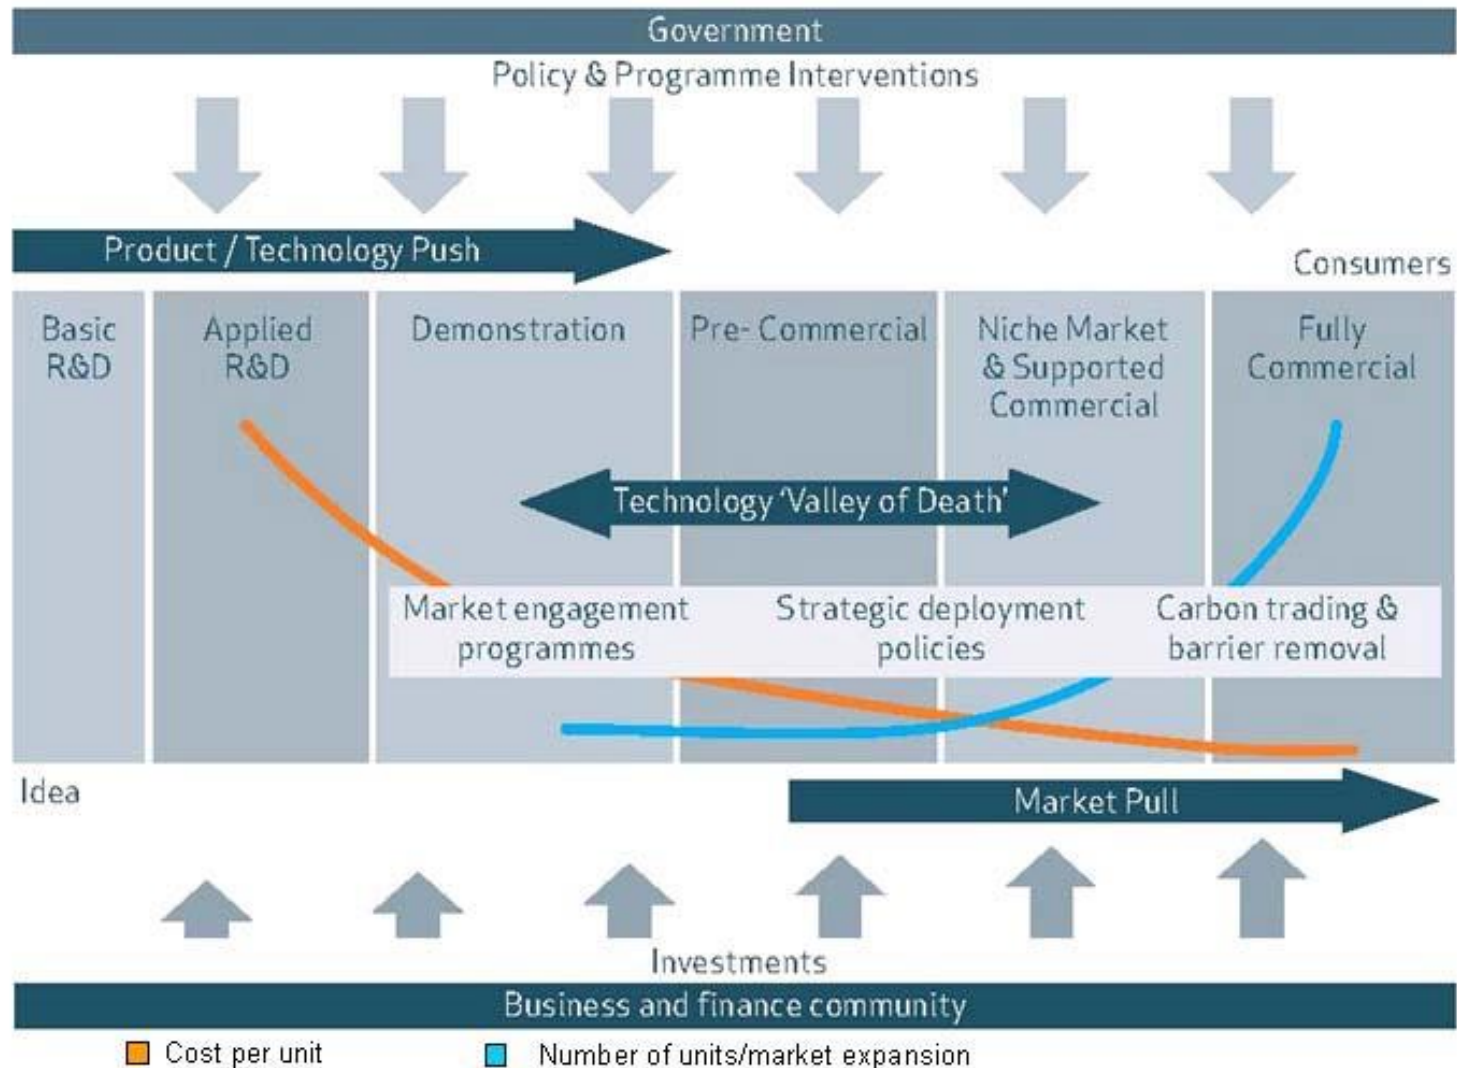 Government
Policy & Programme Interventions
Product / Technology Push
Consumers
Basic
R&D
Applied
R&D
Demonstration
Pre- Commercial
Niche Market
& Supported
Commercial
Fully
Commercial
Technology ‘Valley of Death’
Market engagement
programmes
Strategic deployment
policies
Carbon trading &
barrier removal
Idea
Market Pull
Investments
Business and finance community
Cost per unit
Number of units/market expansion